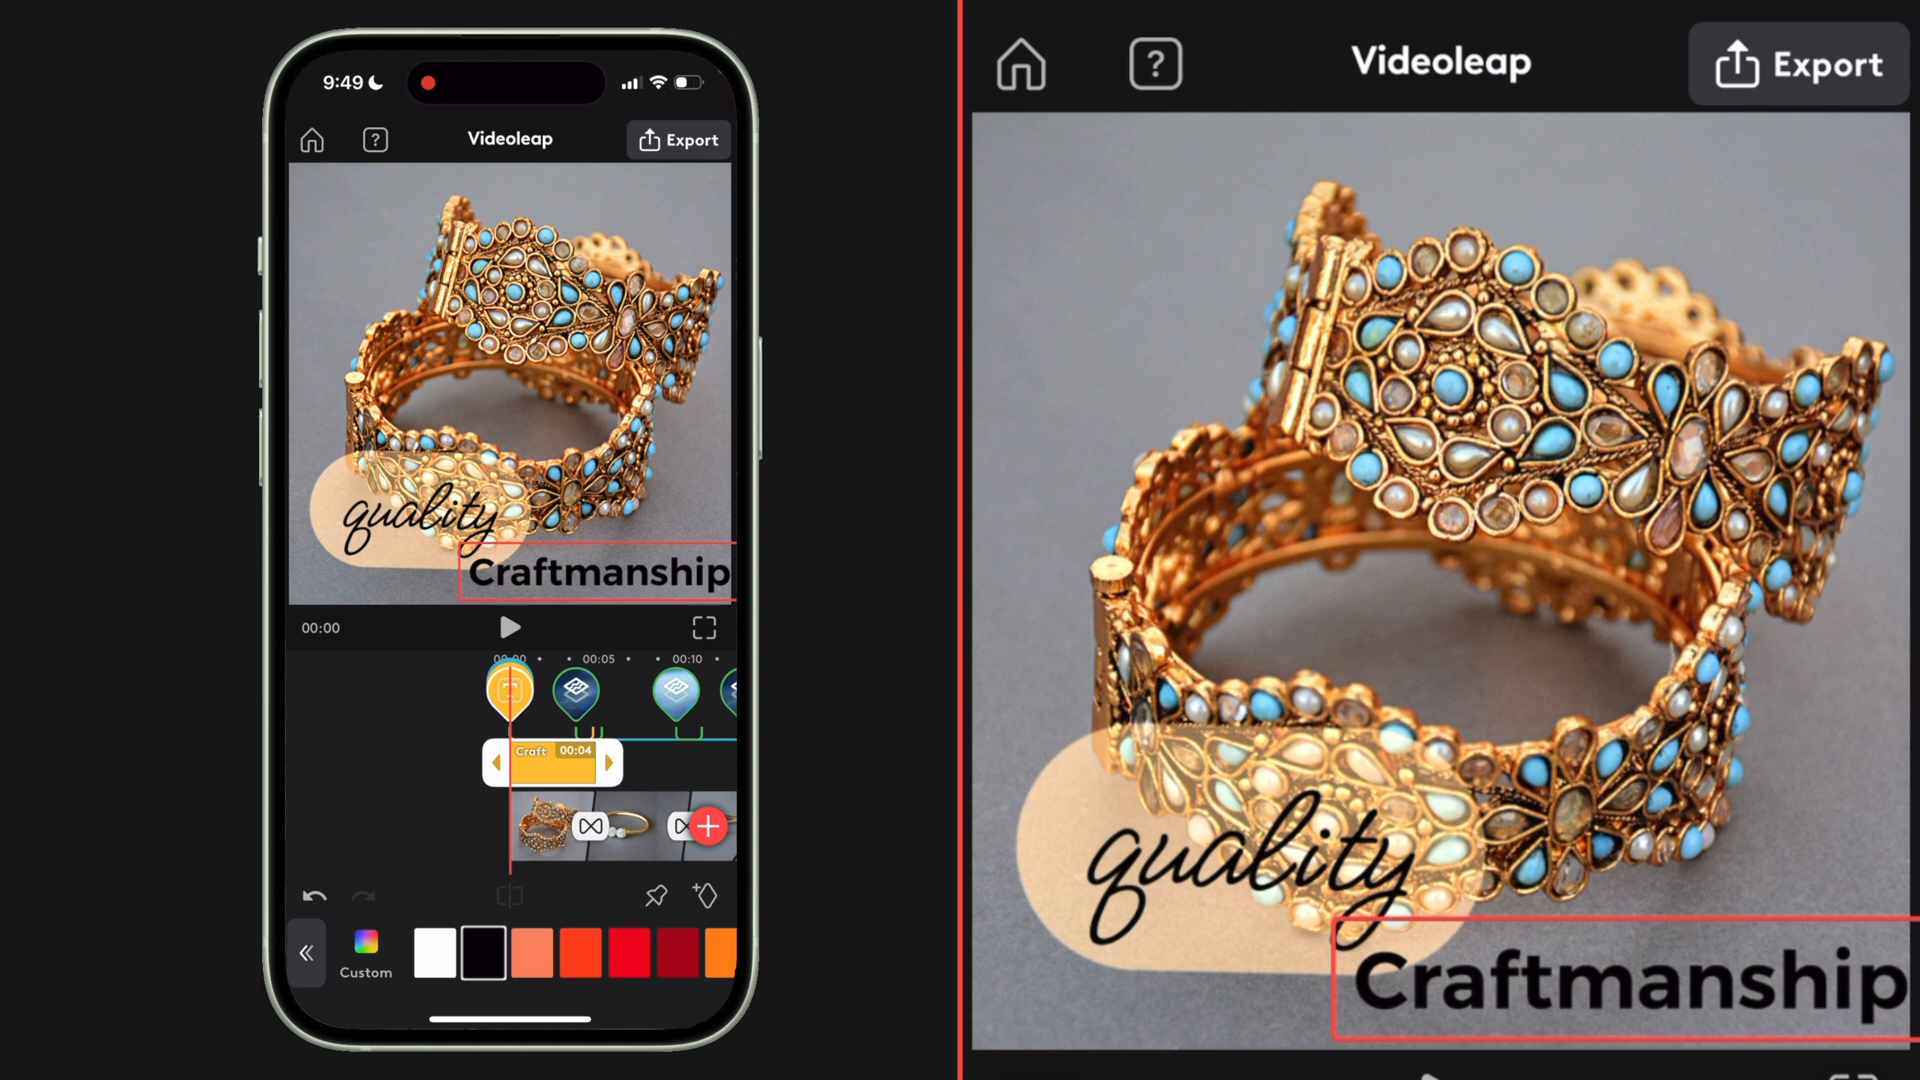 9:49
? Videoleap Export
quality
Craftmanship
00:00
00:00 00:05 00:10
T
Craft 00:04
Custom
? Videoleap Export
quality
Craftmanship